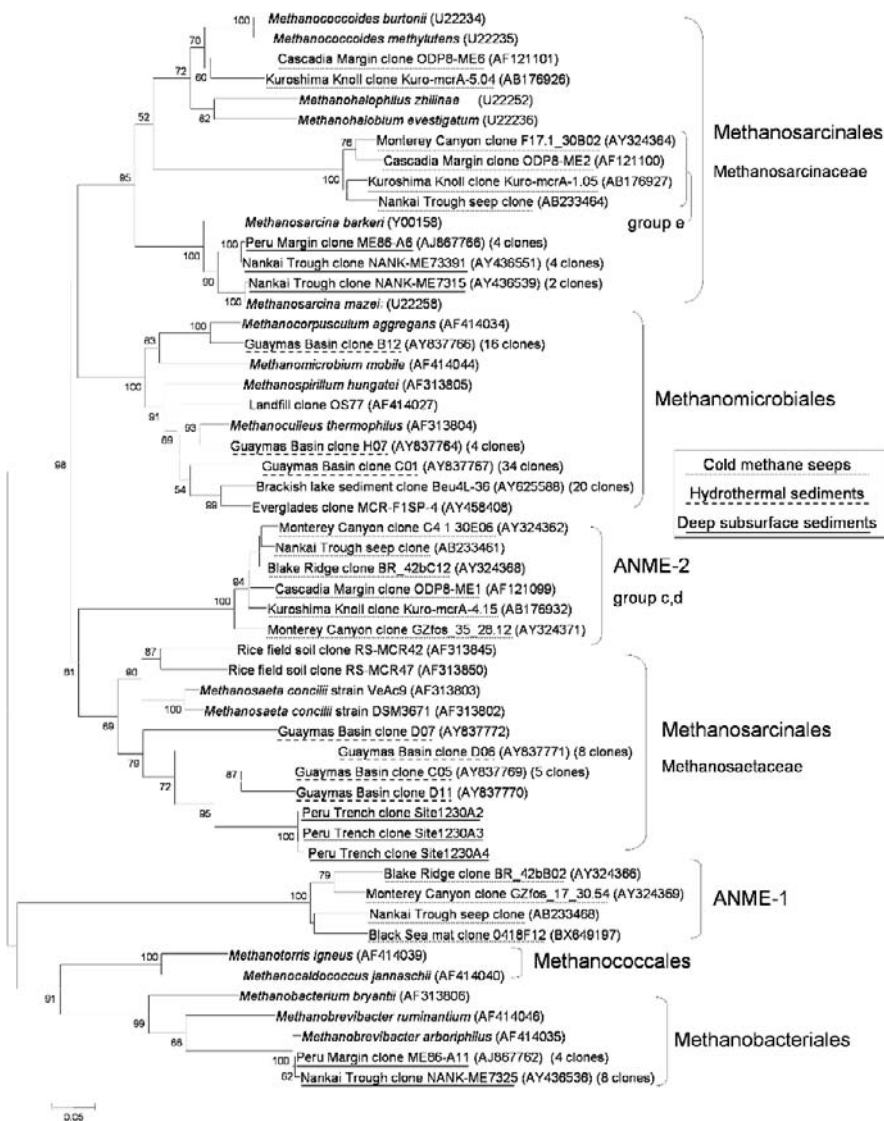 100 Methanococcoides burtonii (U22234)
Methanococcoides methylutens (U22235)
70
Cascadia Margin clone ODP8-ME6 (AF121101)
60 Kuroshima Knoll clone Kuro-mcrA-5.04 (AB176926)
72
Methanohalophilus zhilinae (U22252)
62 Methanohalobium evestigatum (U22236)
52
Methanosarcinales
Methanosarcinaceae
76 Monterey Canyon clone F17.1_30B02 (AY324364)
Cascadia Margin clone ODP8-ME2 (AF121100)
100 Kuroshima Knoll clone Kuro-mcrA-1.05 (AB176927)
Nankai Trough seep clone (AB233464)
group e
95
Methanosarcina barkeri (Y00158)
100 100 Peru Margin clone ME86-A6 (AJ867766) (4 clones)
Nankai Trough clone NANK-ME73391 (AY436551) (4 clones)
90 Nankai Trough clone NANK-ME7315 (AY436539) (2 clones)
100 Methanosarcina mazei (U22258)
83 100 Methanocorpusculum aggregans (AF414034)
Guaymas Basin clone B12 (AY837766) (16 clones)
Methanomicrobium mobile (AF414044)
100 Methanospirillum hungatei (AF313805)
91 Landfill clone OS77 (AF414027)
Methanomicrobiales
69 93 Methanoculleus thermophilus (AF313804)
Guaymas Basin clone H07 (AY837764) (4 clones)
98
Guaymas Basin clone C01 (AY837767) (34 clones)
54 Brackish lake sediment clone Beu4L-36 (AY625588) (20 clones)
99 Everglades clone MCR-F1SP-4 (AY458408)
Cold methane seeps
Hydrothermal sediments
Deep subsurface sediments
Monterey Canyon clone C4 1 30E06 (AY324362)
Nankai Trough seep clone (AB233461)
Blake Ridge clone BR_42bC12 (AY324368)
94 Cascadia Margin clone ODP8-ME1 (AF121099)
100 Kuroshima Knoll clone Kuro-mcrA-4.15 (AB176932)
Monterey Canyon clone GZfos_35_28.12 (AY324371)
ANME-2
group c,d
87 Rice field soil clone RS-MCR42 (AF313845)
61
90 Rice field soil clone RS-MCR47 (AF313850)
Methanosaeta concilii strain VeAc9 (AF313803)
100 Methanosaeta concilii strain DSM3671 (AF313802)
69
Guaymas Basin clone D07 (AY837772)
Methanosarcinales
Methanosaetaceae
79 Guaymas Basin clone D06 (AY837771) (8 clones)
87 Guaymas Basin clone C05 (AY837769) (5 clones)
72
Guaymas Basin clone D11 (AY837770)
95
Peru Trench clone Site1230A2
100 Peru Trench clone Site1230A3
Peru Trench clone Site1230A4
79 Blake Ridge clone BR_42bB02 (AY324366)
100 Monterey Canyon clone GZfos_17_30.54 (AY324369)
Nankai Trough seep clone (AB233468)
Black Sea mat clone 0418F12 (BX649197)
ANME-1
100 Methanotorris igneus (AF414039)
Methanocaldococcus jannaschii (AF414040)
Methanococcales
91
Methanobacterium bryantii (AF313806)
99 Methanobrevibacter ruminantium (AF414046)
66 Methanobrevibacter arboriphilus (AF414035)
Methanobacteriales
100 Peru Margin clone ME86-A11 (AJ867762) (4 clones)
62 Nankai Trough clone NANK-ME7325 (AY436536) (8 clones)
0.05